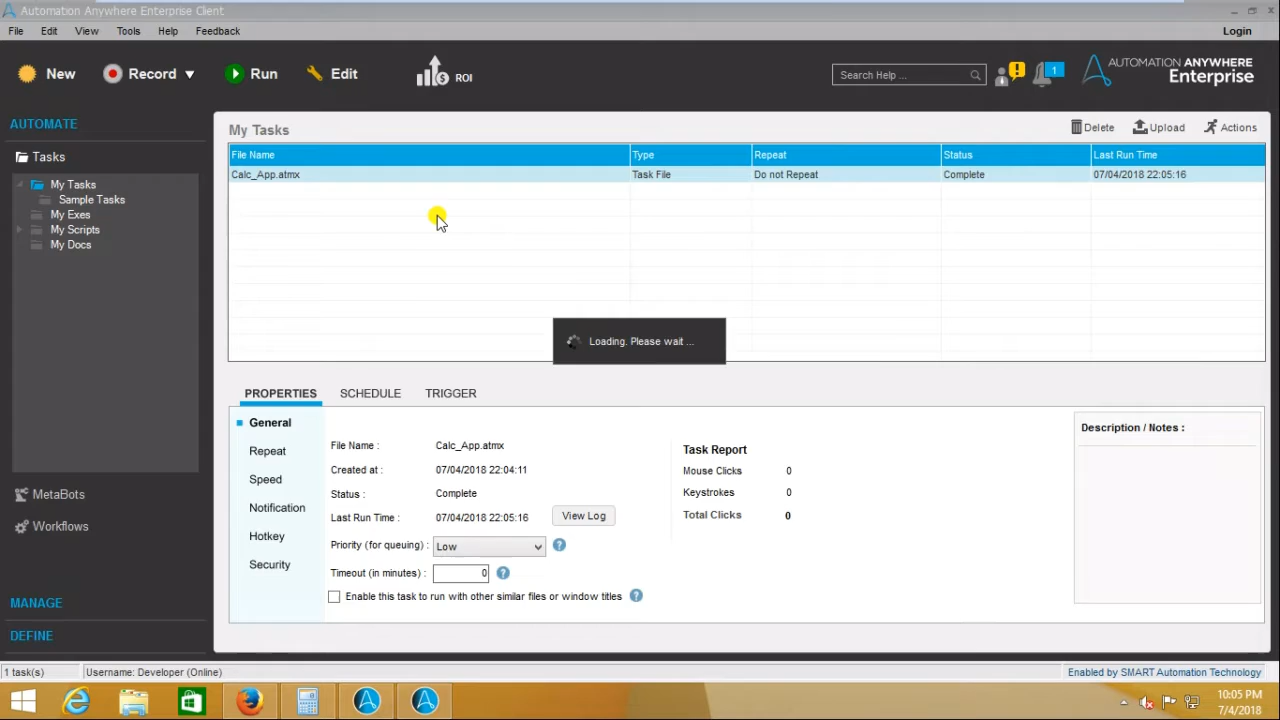 Automation Anywhere Enterprise Client
File Edit View Tools Help Feedback Login
New Record Run Edit ROI Search Help ... 1 AUTOMATION ANYWHERE Enterprise
AUTOMATE
Tasks
My Tasks
Sample Tasks
My Exes
My Scripts
My Docs
MetaBots
Workflows
MANAGE
DEFINE
My Tasks Delete Upload Actions
File Name Type Repeat Status Last Run Time
Calc_App.atmx Task File Do not Repeat Complete 07/04/2018 22:05:16
Loading. Please wait ...
PROPERTIES SCHEDULE TRIGGER
General
Repeat
Speed
Notification
Hotkey
Security
File Name : Calc_App.atmx
Created at : 07/04/2018 22:04:11
Status : Complete
Last Run Time : 07/04/2018 22:05:16 View Log
Priority (for queuing) : Low ?
Timeout (in minutes) : 0 ?
Enable this task to run with other similar files or window titles ?
Task Report
Mouse Clicks 0
Keystrokes 0
Total Clicks 0
Description / Notes :
1 task(s) Username: Developer (Online) Enabled by SMART Automation Technology
10:05 PM
7/4/2018